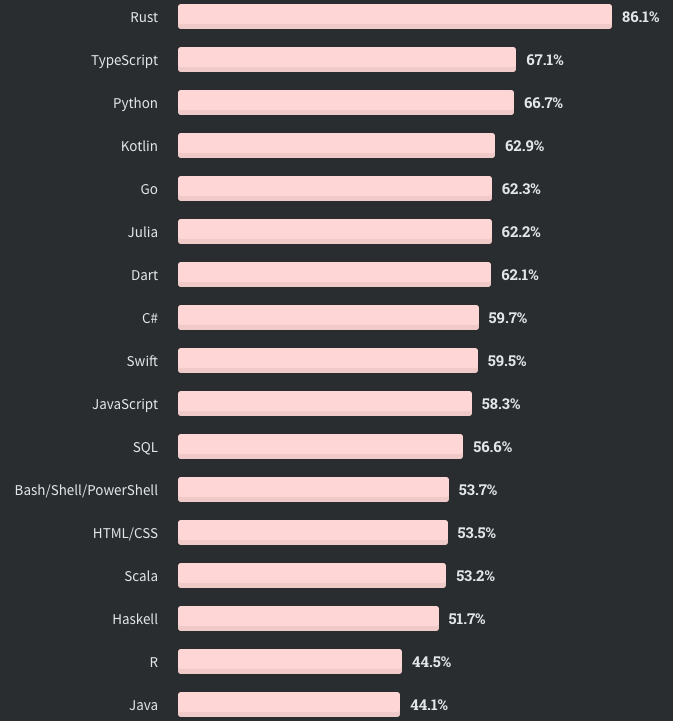 Rust 86.1%
TypeScript 67.1%
Python 66.7%
Kotlin 62.9%
Go 62.3%
Julia 62.2%
Dart 62.1%
C# 59.7%
Swift 59.5%
JavaScript 58.3%
SQL 56.6%
Bash/Shell/PowerShell 53.7%
HTML/CSS 53.5%
Scala 53.2%
Haskell 51.7%
R 44.5%
Java 44.1%